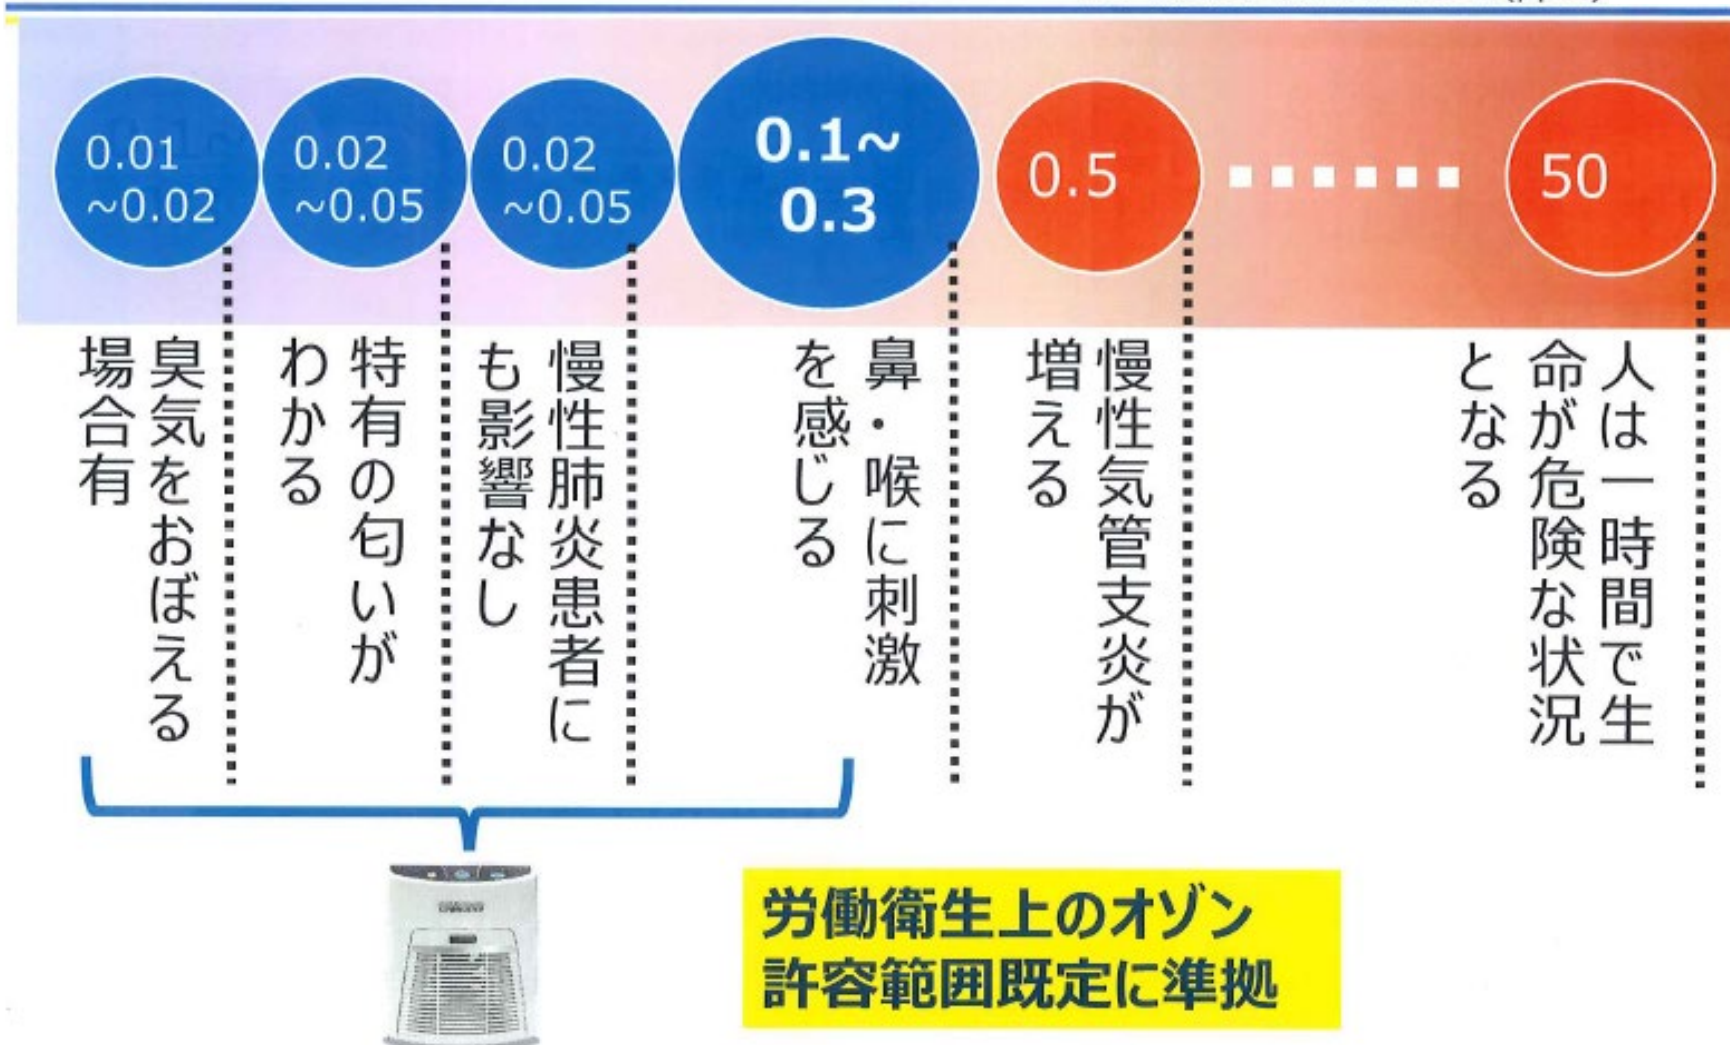 0.01
~0.02
0.02
~0.05
0.02
~0.05
0.1~
0.3
0.5
50
臭気をおぼえる
場合有
特有の匂いが
わかる
慢性肺炎患者に
も影響なし
鼻・喉に刺激
を感じる
慢性気管支炎が
増える
人は一時間で生
命が危険な状況
となる
労働衛生上のオゾン
許容範囲既定に準拠